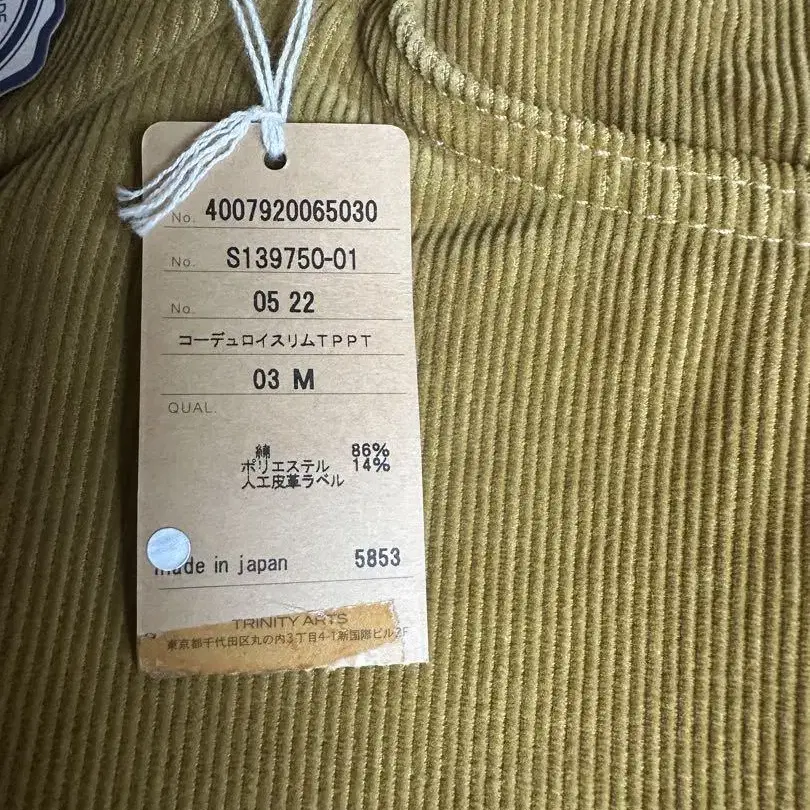 No. 4007920065030
No. S139750-01
No. 05 22
コーデュロイスリムTPPT
03 M
QUAL.
綿 86%
ポリエステル 14%
人工皮革ラベル
made in japan 5853
TRINITY ARTS
東京都千代田区丸の内3丁目4-1新国際ビル2F